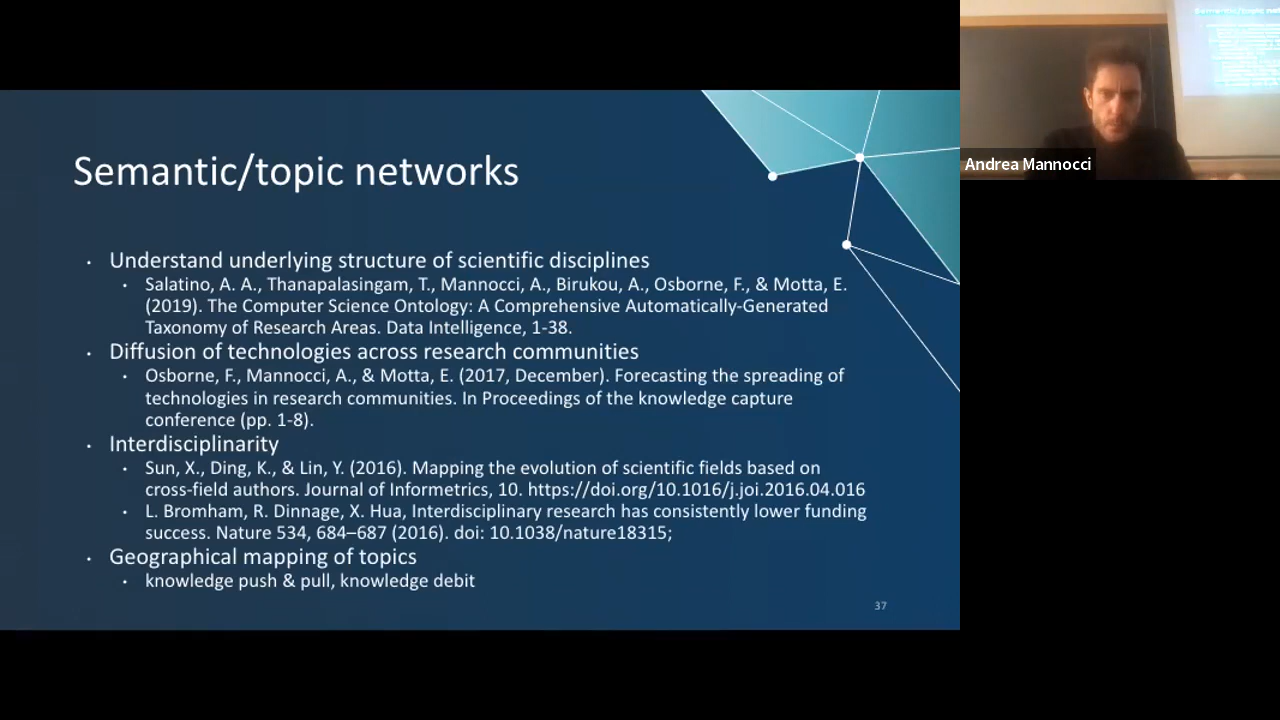 Semantic/topic networks
• Understand underlying structure of scientific disciplines
• Salatino, A. A., Thanapalasingam, T., Mannocci, A., Birukou, A., Osborne, F., & Motta, E.
(2019). The Computer Science Ontology: A Comprehensive Automatically-Generated
Taxonomy of Research Areas. Data Intelligence, 1-38.
• Diffusion of technologies across research communities
• Osborne, F., Mannocci, A., & Motta, E. (2017, December). Forecasting the spreading of
technologies in research communities. In Proceedings of the knowledge capture
conference (pp. 1-8).
• Interdisciplinarity
• Sun, X., Ding, K., & Lin, Y. (2016). Mapping the evolution of scientific fields based on
cross-field authors. Journal of Informetrics, 10. https://doi.org/10.1016/j.joi.2016.04.016
• L. Bromham, R. Dinnage, X. Hua, Interdisciplinary research has consistently lower funding
success. Nature 534, 684–687 (2016). doi: 10.1038/nature18315;
• Geographical mapping of topics
• knowledge push & pull, knowledge debit
37
Andrea Mannocci